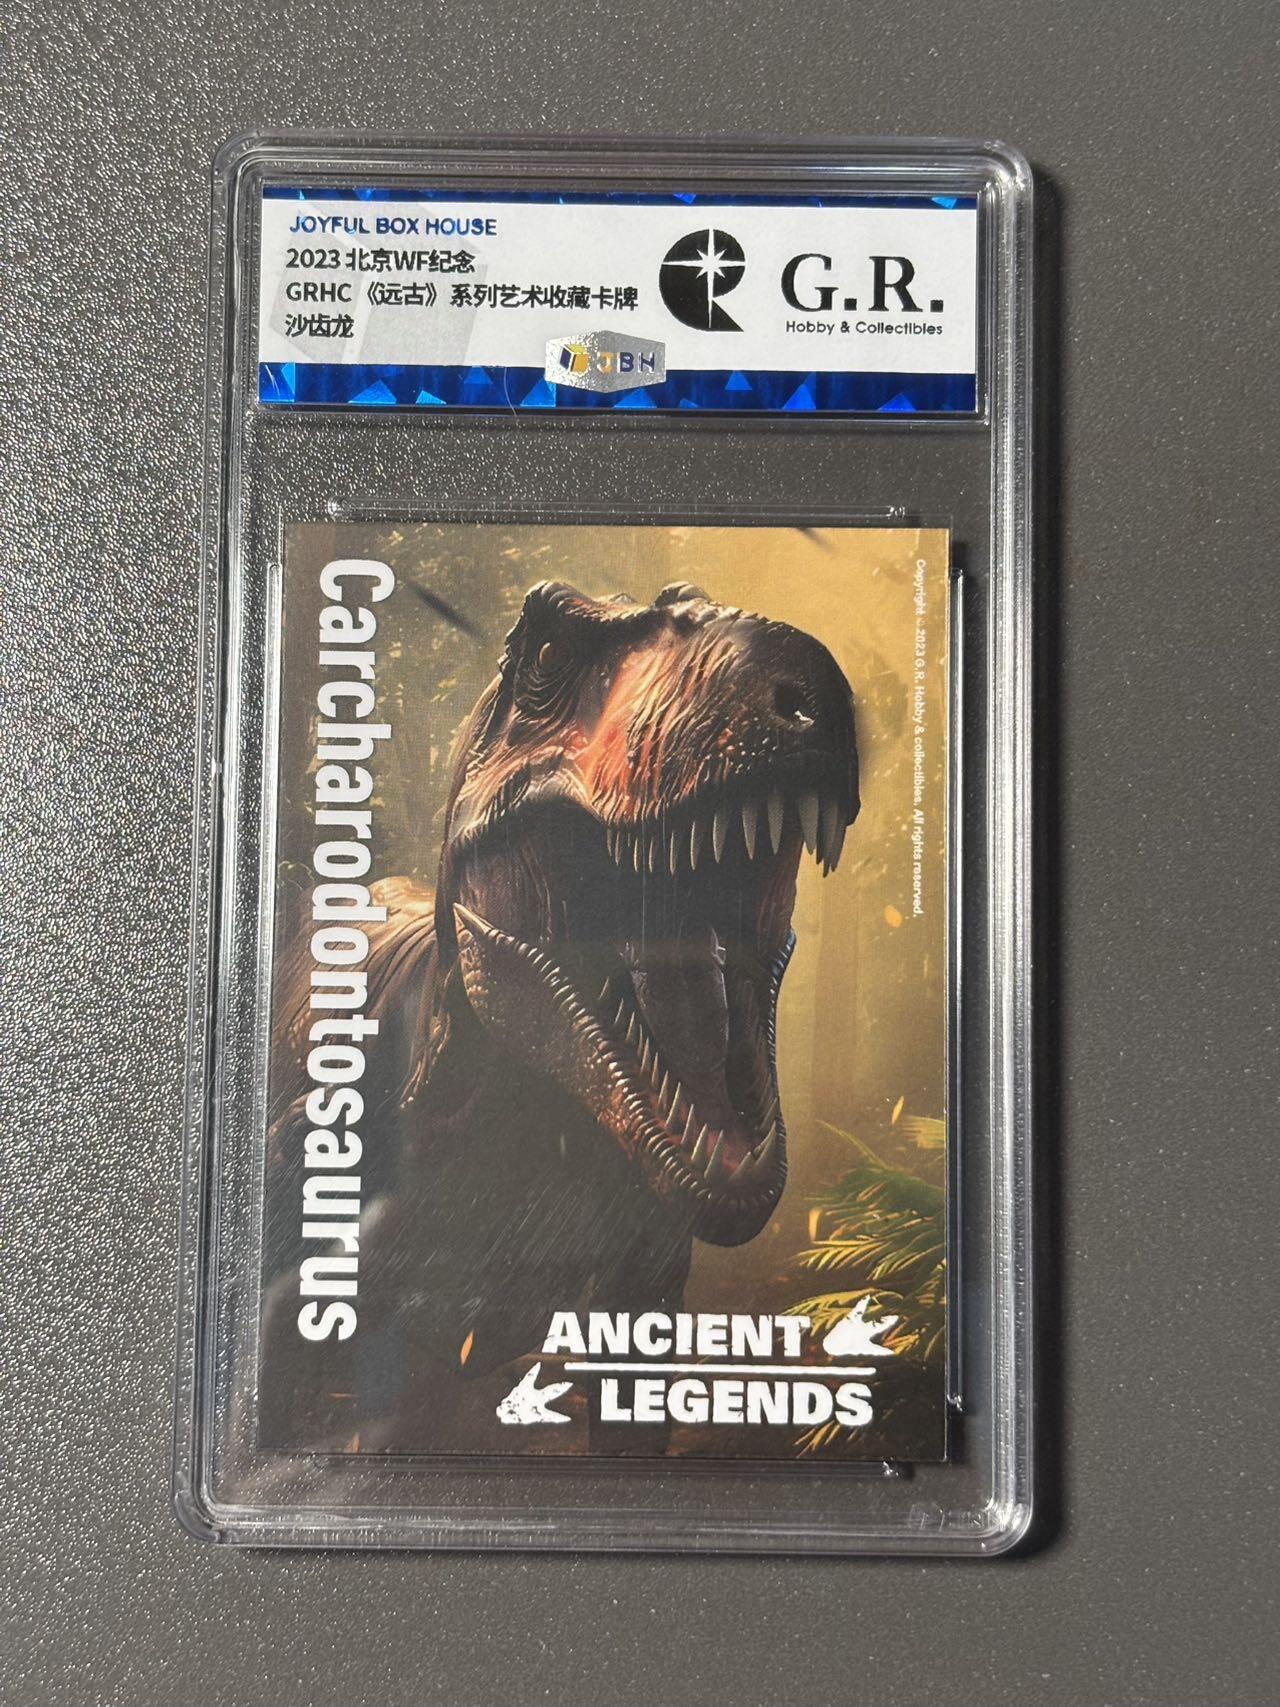 JOYFUL BOX HOUSE
2023 北京WF纪念
GRHC《远古》系列艺术收藏卡牌
沙齿龙
G.R.
Hobby & Collectibles
JBH
Carcharodontosaurus
Copyright © 2023 G.R. Hobby & collectibles. All rights reserved.
ANCIENT
LEGENDS